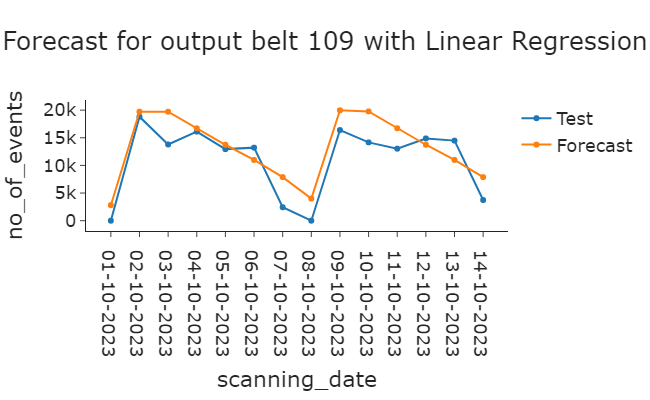 Forecast for output belt 109 with Linear Regression
no_of_events
20k
15k
10k
5k
0
Test
Forecast
01-10-2023
02-10-2023
03-10-2023
04-10-2023
05-10-2023
06-10-2023
07-10-2023
08-10-2023
09-10-2023
10-10-2023
11-10-2023
12-10-2023
13-10-2023
14-10-2023
scanning_date